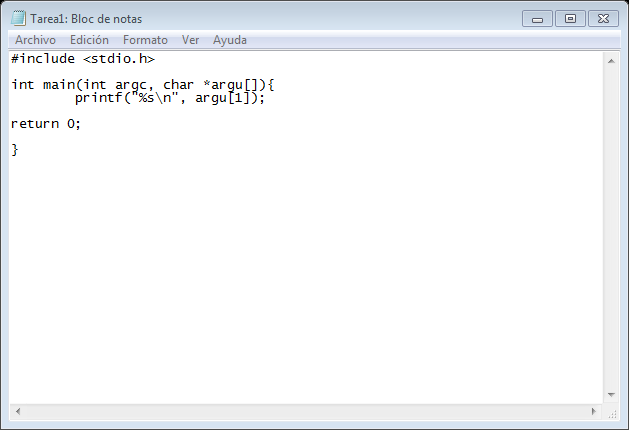 Tarea1: Bloc de notas
Archivo Edición Formato Ver Ayuda
#include <stdio.h>
int main(int argc, char *argu[]){
        printf("%s\n", argu[1]);
return 0;
}